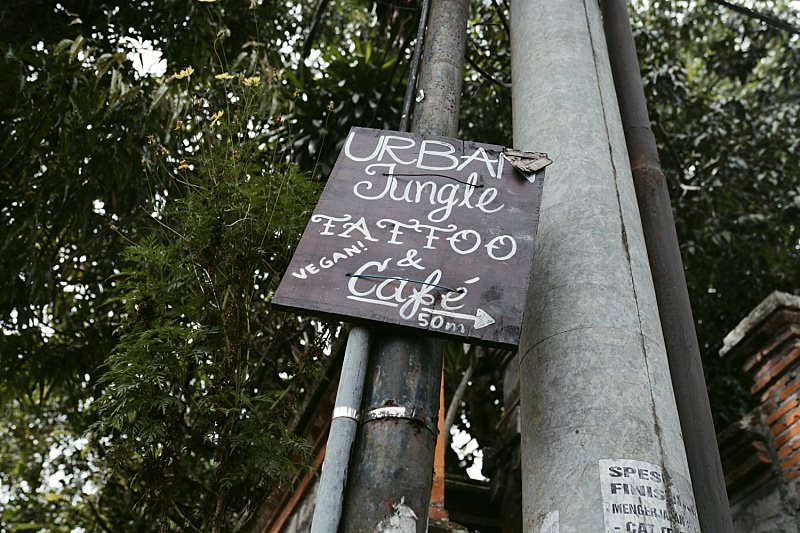 URBAN
Jungle
TATTOO
VEGAN! &
Café
50m
SPES
FINIS
MENGERJA
- CAT